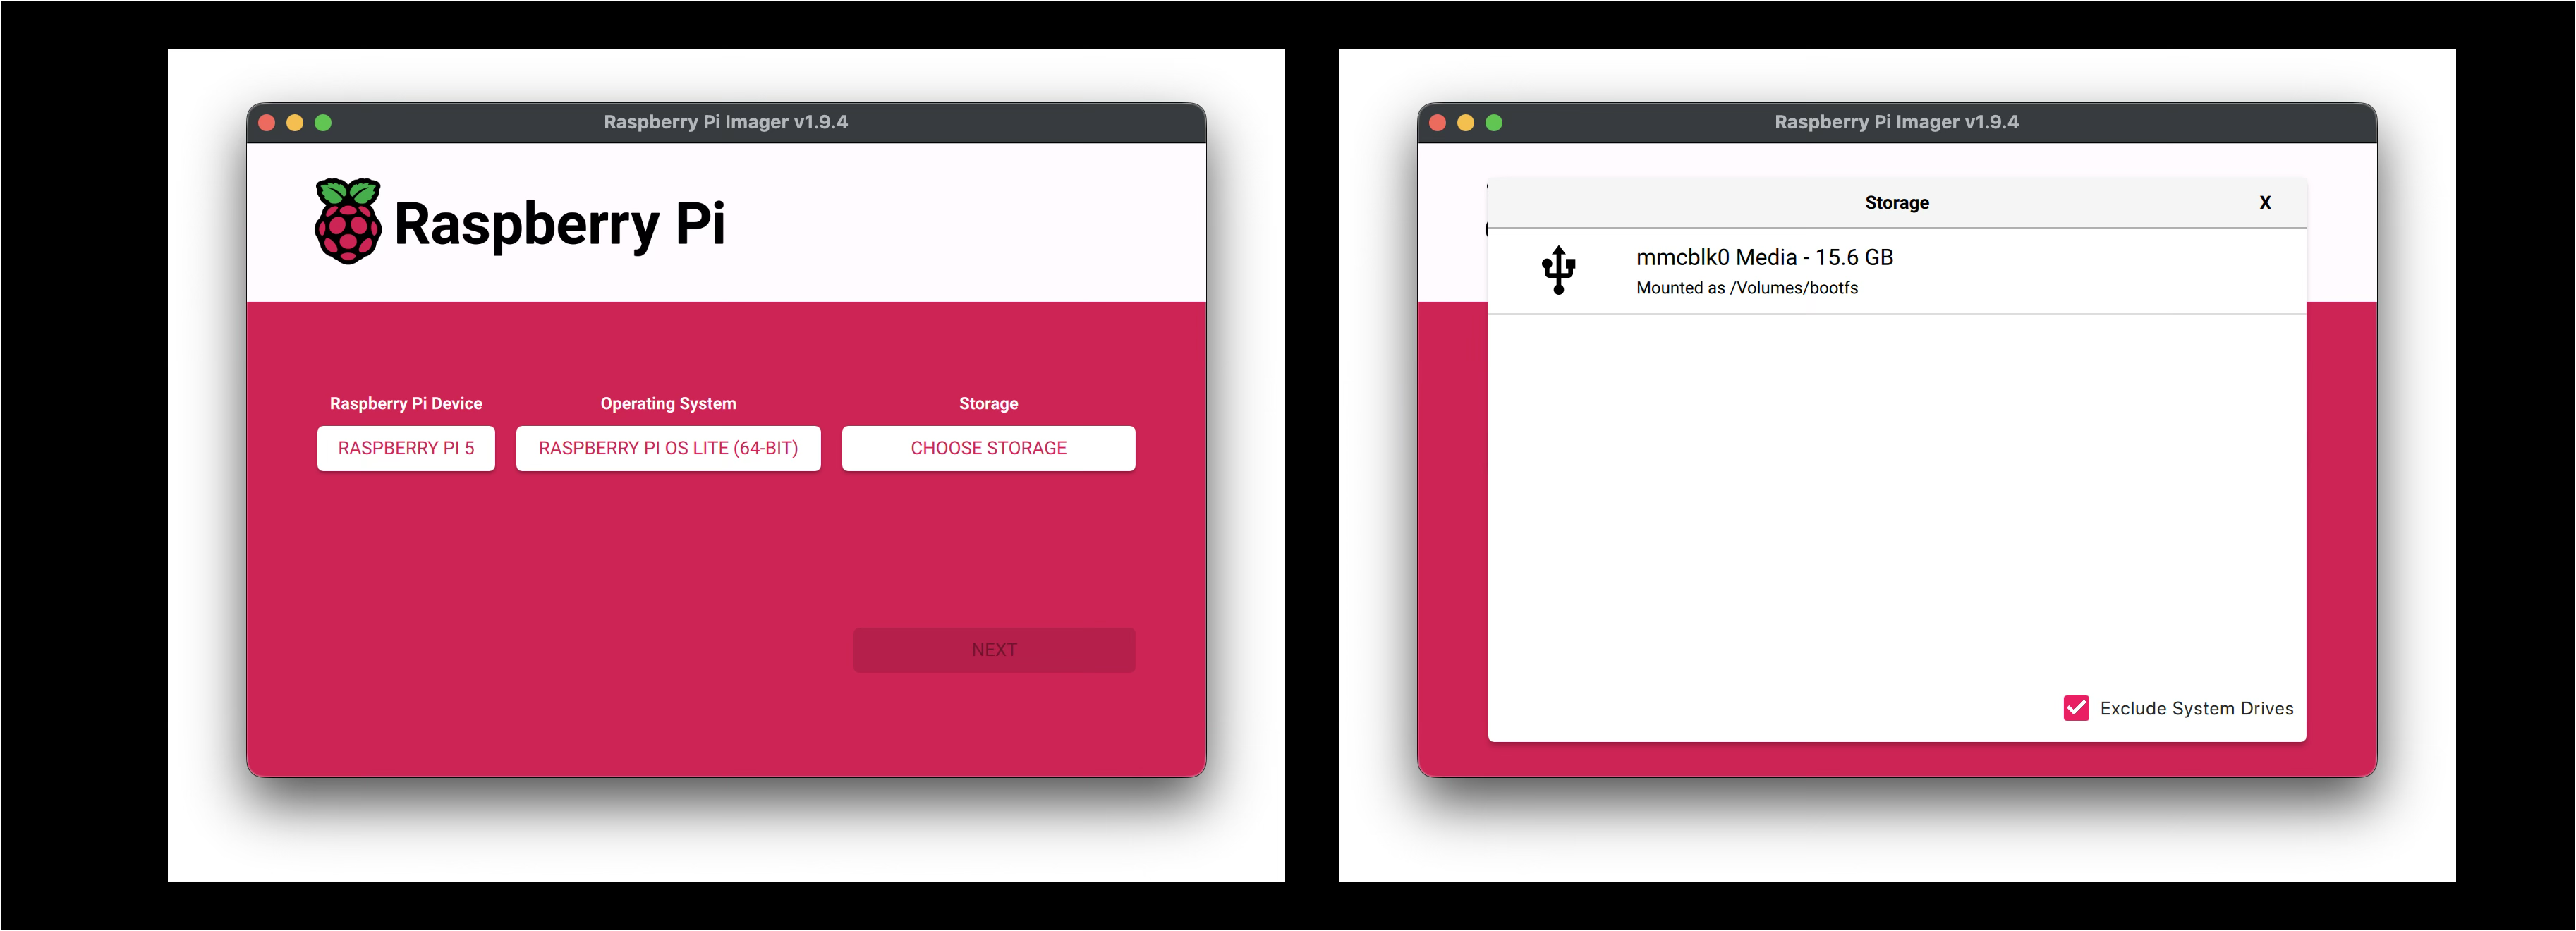 Raspberry Pi Imager v1.9.4
Raspberry Pi
Raspberry Pi Device
Operating System
Storage
RASPBERRY PI 5
RASPBERRY PI OS LITE (64-BIT)
CHOOSE STORAGE
NEXT
Raspberry Pi Imager v1.9.4
Storage
X
mmcblk0 Media - 15.6 GB
Mounted as /Volumes/bootfs
Exclude System Drives